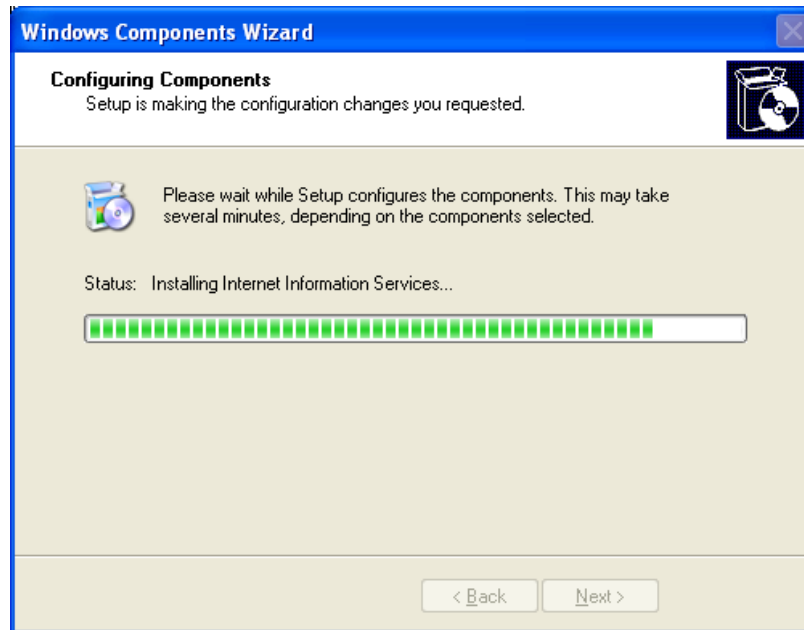 Windows Components Wizard
Configuring Components
Setup is making the configuration changes you requested.
Please wait while Setup configures the components. This may take
several minutes, depending on the components selected.
Status: Installing Internet Information Services...
< Back Next >